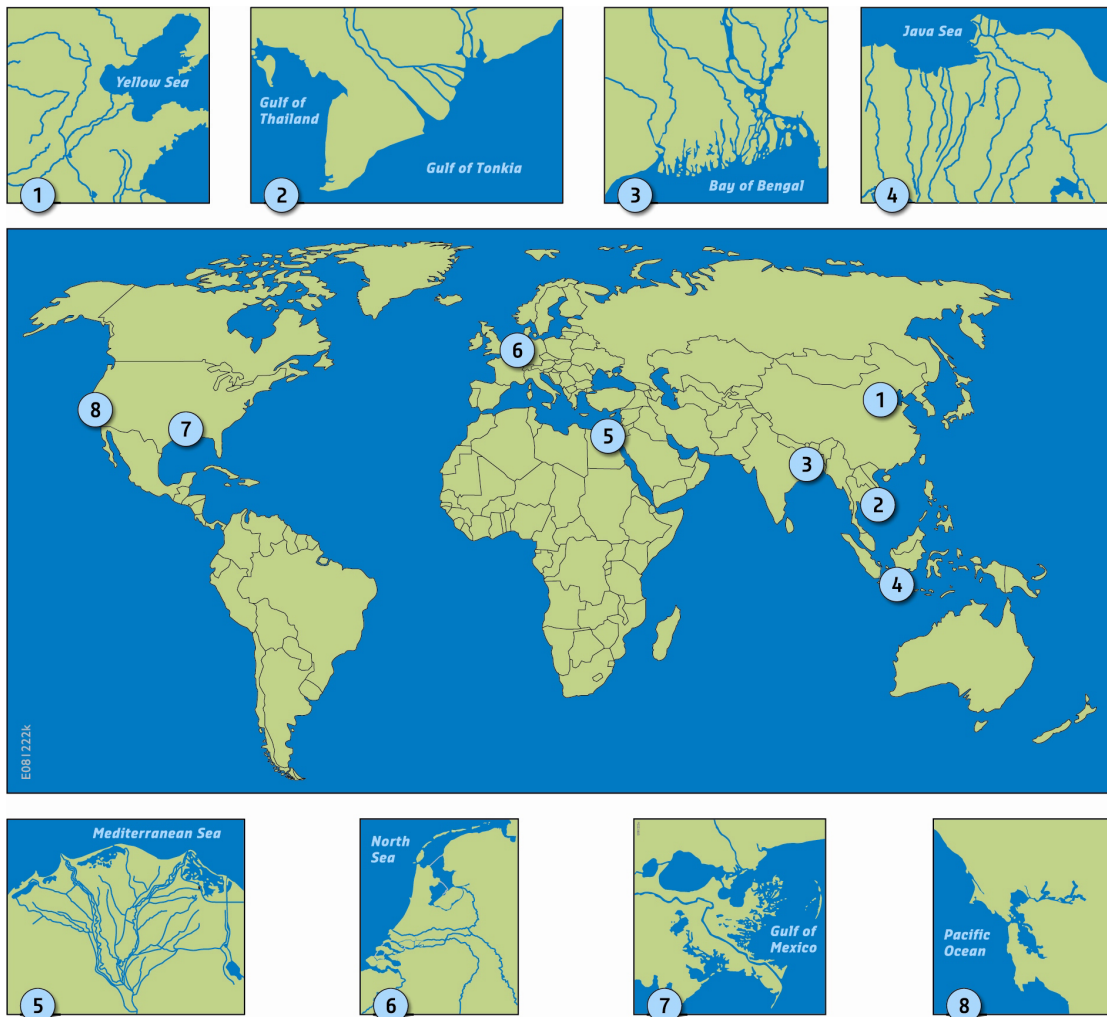 Yellow Sea
1
Gulf of
Thailand
Gulf of Tonkia
2
Bay of Bengal
3
Java Sea
4
6
8
7
5
1
3
2
4
E081222k
Mediterranean Sea
5
North
Sea
6
Gulf of
Mexico
7
Pacific
Ocean
8